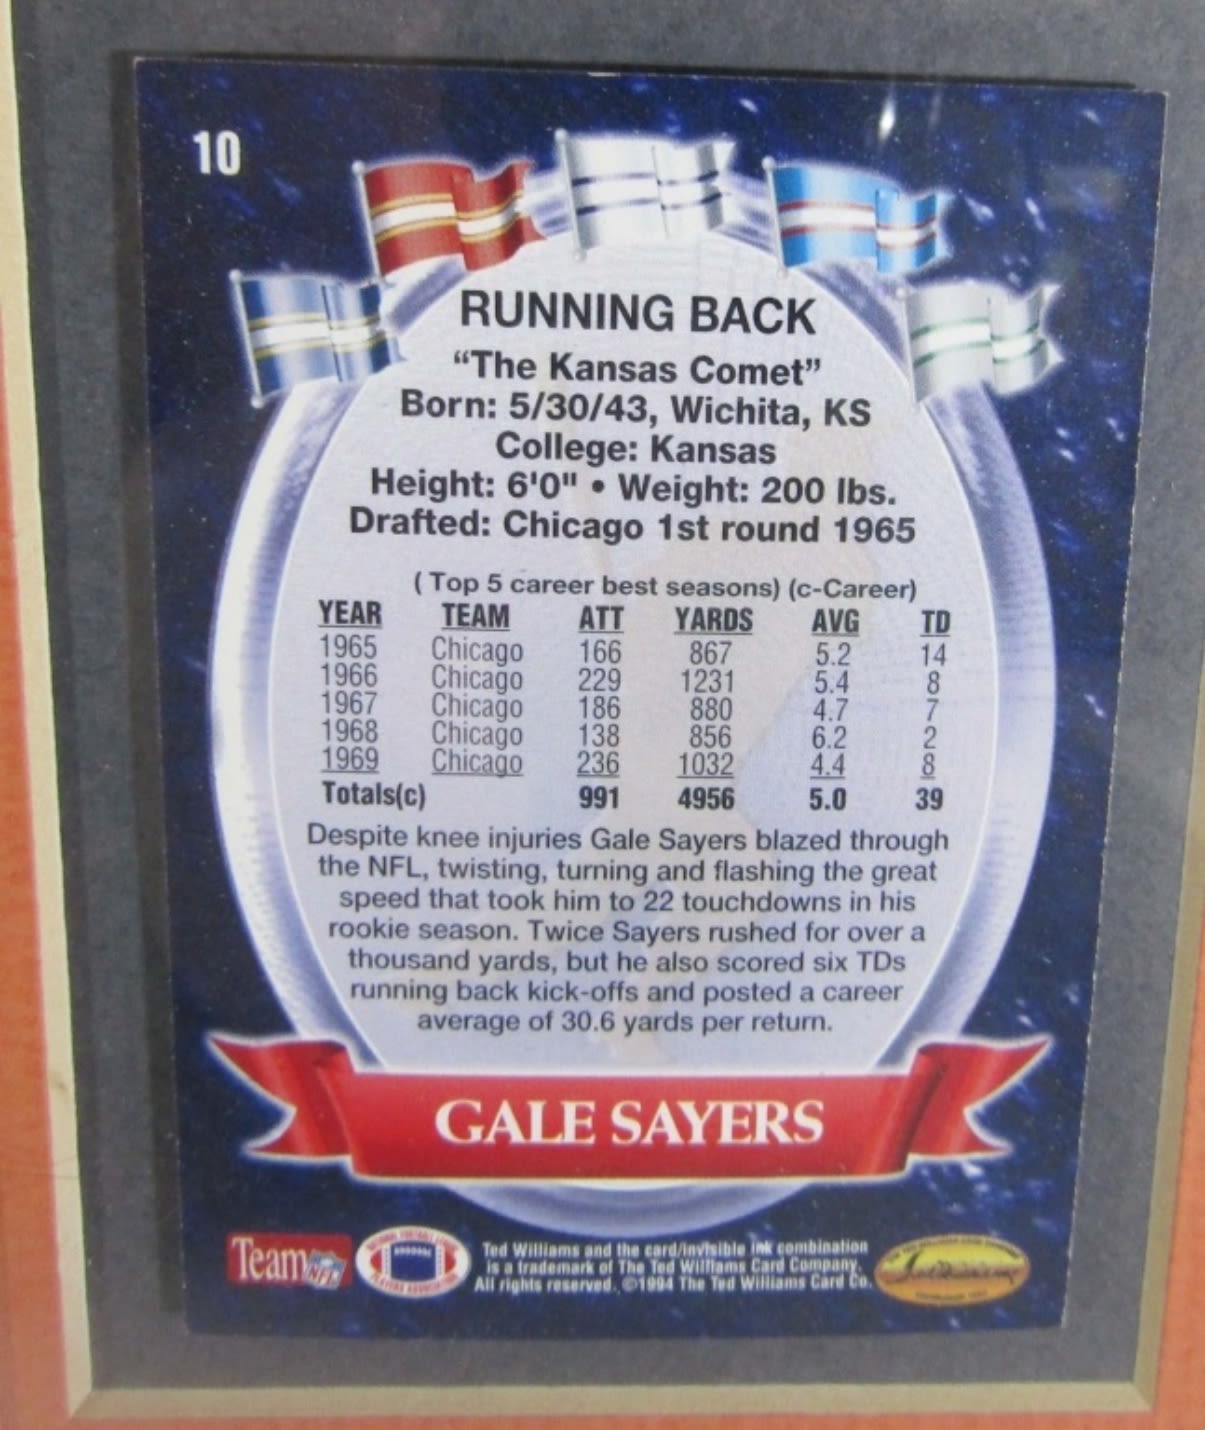 10
RUNNING BACK
“The Kansas Comet”
Born: 5/30/43, Wichita, KS
College: Kansas
Height: 6'0" • Weight: 200 lbs.
Drafted: Chicago 1st round 1965
( Top 5 career best seasons) (c-Career)
YEAR TEAM ATT YARDS AVG TD
1965 Chicago 166 867 5.2 14
1966 Chicago 229 1231 5.4 8
1967 Chicago 186 880 4.7 7
1968 Chicago 138 856 6.2 2
1969 Chicago 236 1032 4.4 8
Totals(c) 991 4956 5.0 39
Despite knee injuries Gale Sayers blazed through
the NFL, twisting, turning and flashing the great
speed that took him to 22 touchdowns in his
rookie season. Twice Sayers rushed for over a
thousand yards, but he also scored six TDs
running back kick-offs and posted a career
average of 30.6 yards per return.
GALE SAYERS
Team NFL
Ted Williams and the card/invisible ink combination
is a trademark of The Ted Williams Card Company.
All rights reserved. ©1994 The Ted Williams Card Co.